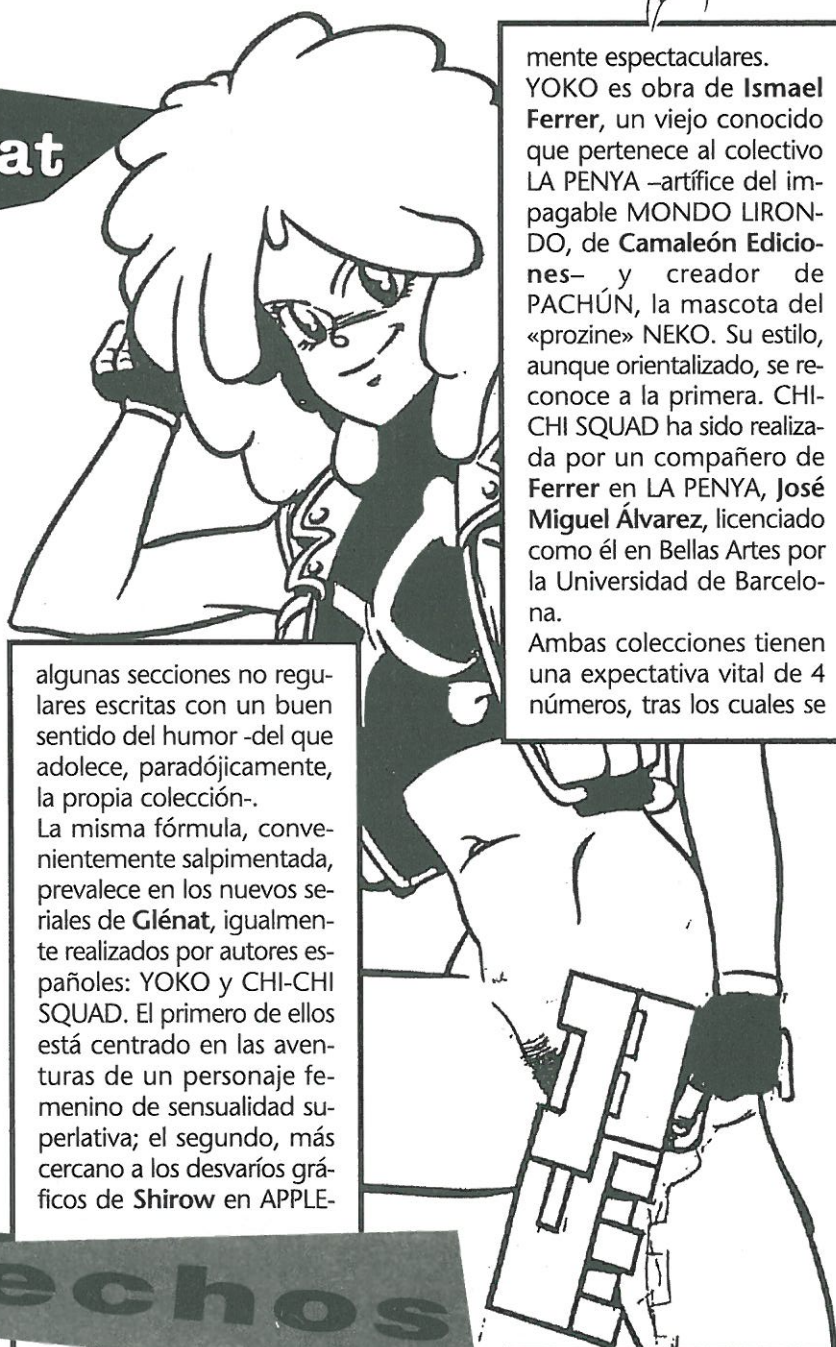 at
algunas secciones no regu-
lares escritas con un buen
sentido del humor -del que
adolece, paradójicamente,
la propia colección-.
La misma fórmula, conve-
nientemente salpimentada,
prevalece en los nuevos se-
riales de Glénat, igualmen-
te realizados por autores es-
pañoles: YOKO y CHI-CHI
SQUAD. El primero de ellos
está centrado en las aven-
turas de un personaje fe-
menino de sensualidad su-
perlativa; el segundo, más
cercano a los desvaríos grá-
ficos de Shirow en APPLE-
mente espectaculares.
YOKO es obra de Ismael
Ferrer, un viejo conocido
que pertenece al colectivo
LA PENYA –artífice del im-
pagable MONDO LIRON-
DO, de Camaleón Edicio-
nes– y creador de
PACHÚN, la mascota del
«prozine» NEKO. Su estilo,
aunque orientalizado, se re-
conoce a la primera. CHI-
CHI SQUAD ha sido realiza-
da por un compañero de
Ferrer en LA PENYA, José
Miguel Álvarez, licenciado
como él en Bellas Artes por
la Universidad de Barcelo-
na.
Ambas colecciones tienen
una expectativa vital de 4
números, tras los cuales se
echos